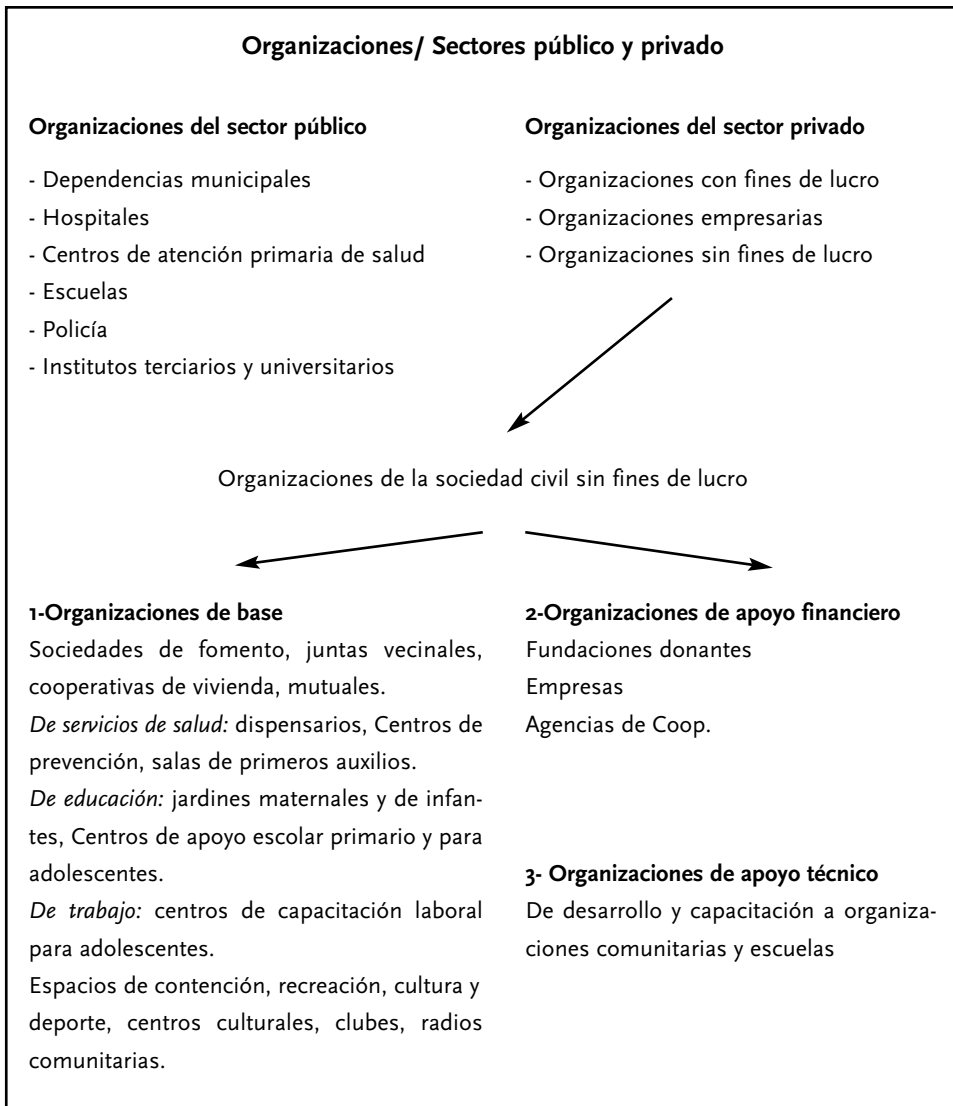 Organizaciones/ Sectores público y privado
Organizaciones del sector público
- Dependencias municipales
- Hospitales
- Centros de atención primaria de salud
- Escuelas
- Policía
- Institutos terciarios y universitarios
Organizaciones del sector privado
- Organizaciones con fines de lucro
- Organizaciones empresarias
- Organizaciones sin fines de lucro
Organizaciones de la sociedad civil sin fines de lucro
1-Organizaciones de base
Sociedades de fomento, juntas vecinales,
cooperativas de vivienda, mutuales.
De servicios de salud: dispensarios, Centros de
prevención, salas de primeros auxilios.
De educación: jardines maternales y de infan-
tes, Centros de apoyo escolar primario y para
adolescentes.
De trabajo: centros de capacitación laboral
para adolescentes.
Espacios de contención, recreación, cultura y
deporte, centros culturales, clubes, radios
comunitarias.
2-Organizaciones de apoyo financiero
Fundaciones donantes
Empresas
Agencias de Coop.
3- Organizaciones de apoyo técnico
De desarrollo y capacitación a organiza-
ciones comunitarias y escuelas